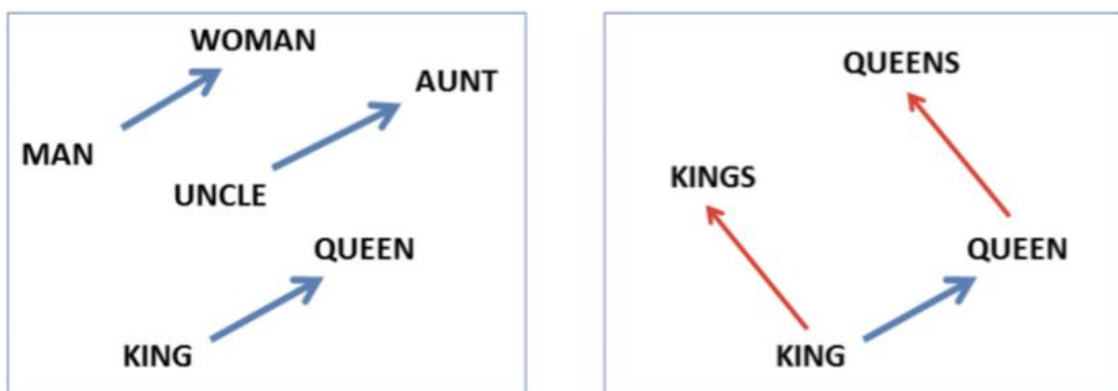 WOMAN
AUNT
MAN
UNCLE
QUEEN
KING
QUEENS
KINGS
QUEEN
KING